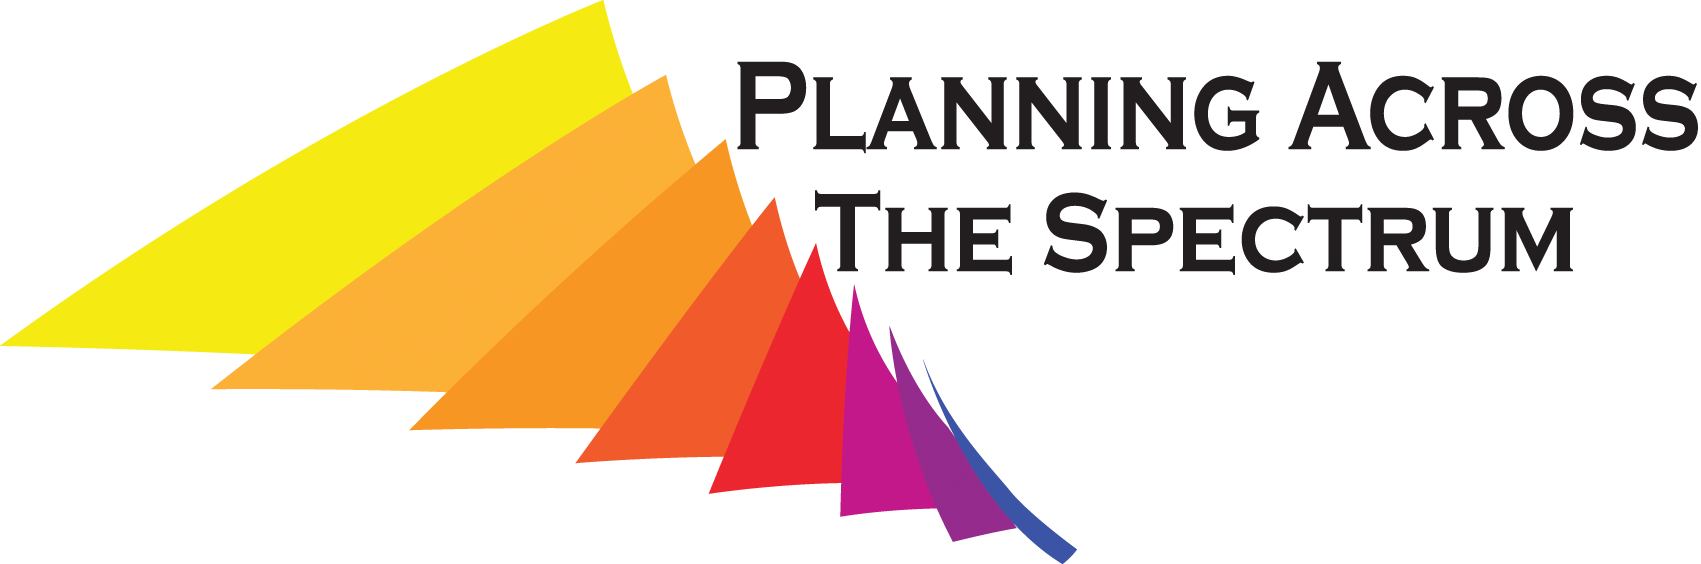 PLANNING ACROSS
THE SPECTRUM